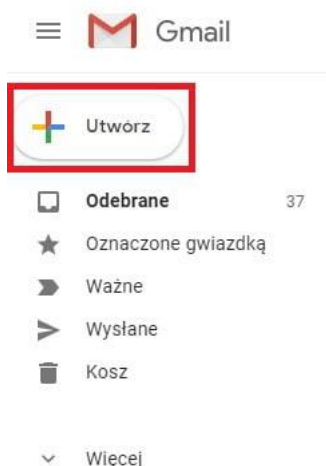 Gmail
Utwórz
Odebrane 37
Oznaczone gwiazdką
Ważne
Wysłane
Kosz
Więcej